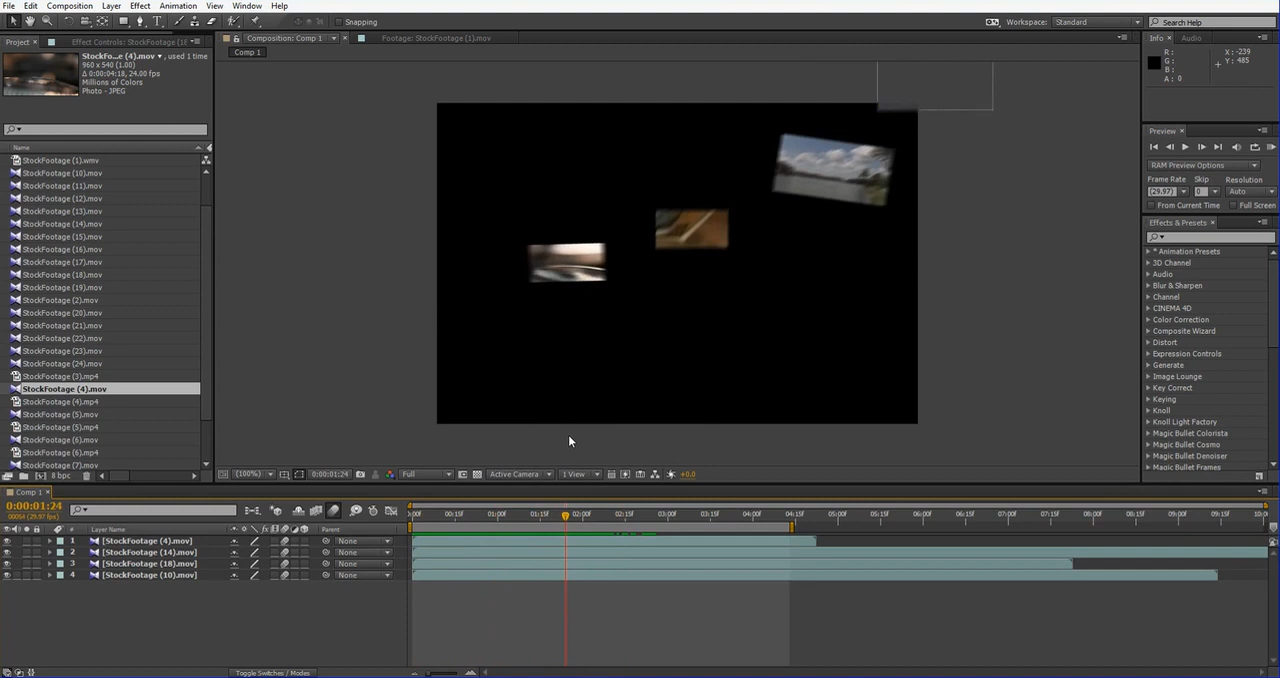 File Edit Composition Layer Effect Animation View Window Help
Snapping Workspace: Standard Search Help
Project Effect Controls: StockFootage (1
StockFo...e (4).mov , used 1 time
960 x 540 (1.00)
Δ 0:00:04:18, 24.00 fps
Millions of Colors
Photo - JPEG
Name
StockFootage (1).wmv
StockFootage (10).mov
StockFootage (11).mov
StockFootage (12).mov
StockFootage (13).mov
StockFootage (14).mov
StockFootage (15).mov
StockFootage (16).mov
StockFootage (17).mov
StockFootage (18).mov
StockFootage (19).mov
StockFootage (2).mov
StockFootage (20).mov
StockFootage (21).mov
StockFootage (22).mov
StockFootage (23).mov
StockFootage (24).mov
StockFootage (3).mp4
StockFootage (4).mov
StockFootage (4).mp4
StockFootage (5).mov
StockFootage (5).mp4
StockFootage (6).mov
StockFootage (6).mp4
StockFootage (7).mov
8 bpc
Composition: Comp 1 Footage: StockFootage (1).mov
Comp 1
(100%) 0:00:01:24 Full Active Camera 1 View +0.0
Info Audio
R: X: -239
G: Y: 485
B:
A: 0
Preview
RAM Preview Options
Frame Rate Skip Resolution
(29.97) 0 Auto
From Current Time Full Screen
Effects & Presets
* Animation Presets
3D Channel
Audio
Blur & Sharpen
Channel
CINEMA 4D
Color Correction
Composite Wizard
Distort
Expression Controls
Generate
Image Lounge
Key Correct
Keying
Knoll
Knoll Light Factory
Magic Bullet Colorista
Magic Bullet Cosmo
Magic Bullet Denoiser
Magic Bullet Frames
Comp 1
0:00:01:24
00054 (29.97 fps)
:00f 00:15f 01:00f 01:15f 02:00f 02:15f 03:00f 03:15f 04:00f 04:15f 05:00f 05:15f 06:00f 06:15f 07:00f 07:15f 08:00f 08:15f 09:00f 09:15f 10:0
# Layer Name fx Parent
1 [StockFootage (4).mov] None
2 [StockFootage (14).mov] None
3 [StockFootage (18).mov] None
4 [StockFootage (10).mov] None
Toggle Switches / Modes